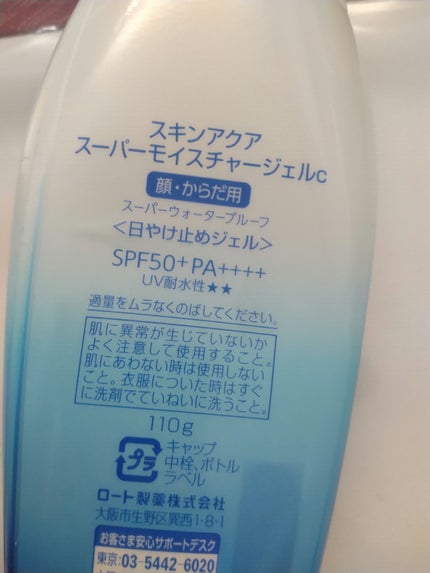 スキンアクア
スーパーモイスチャージェルc
顔・からだ用
スーパーウォータープルーフ
<日やけ止めジェル>
SPF50+PA++++
UV耐水性★★
適量をムラなくのばしてください。
肌に異常が生じていないか
よく注意して使用すること。
肌にあわない時は使用しない
こと。衣服についた時はすぐ
に洗剤でていねいに洗うこと。
110g
プラ
キャップ
中栓、ボトル
ラベル
ロート製薬株式会社
大阪市生野区巽西1-8-1
お客さま安心サポートデスク
東京:03-5442-6020